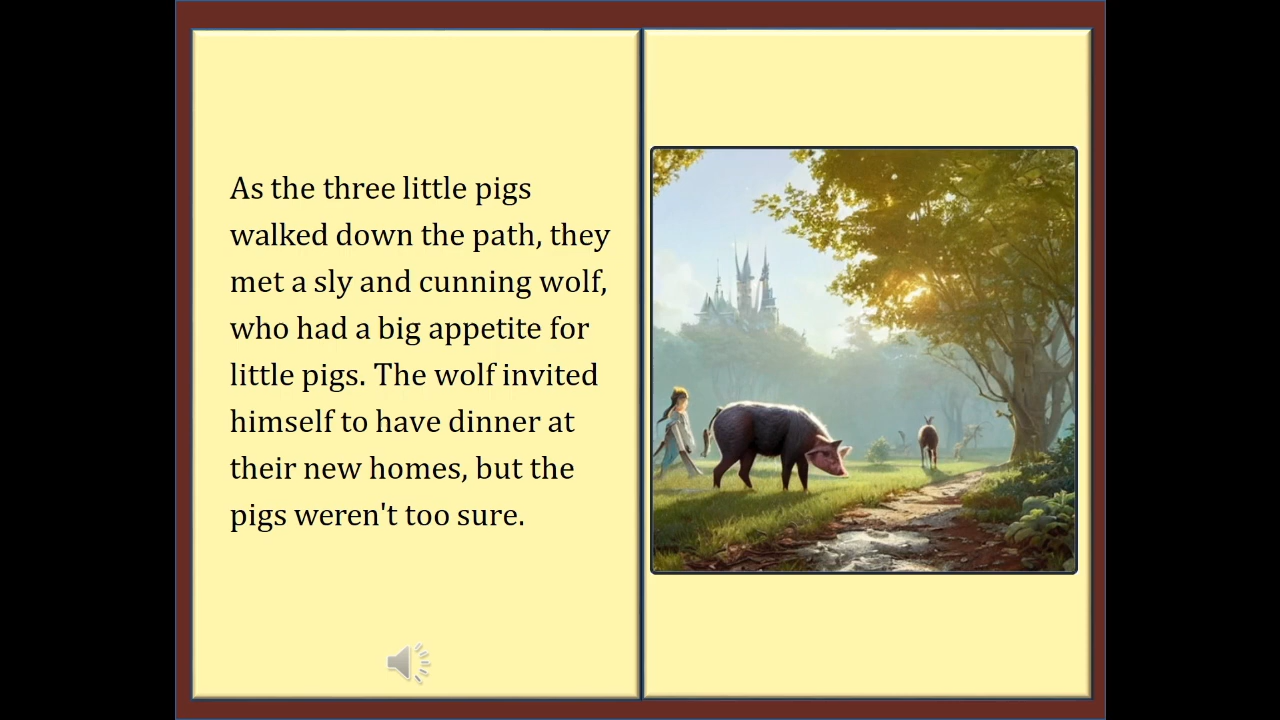 As the three little pigs
walked down the path, they
met a sly and cunning wolf,
who had a big appetite for
little pigs. The wolf invited
himself to have dinner at
their new homes, but the
pigs weren't too sure.